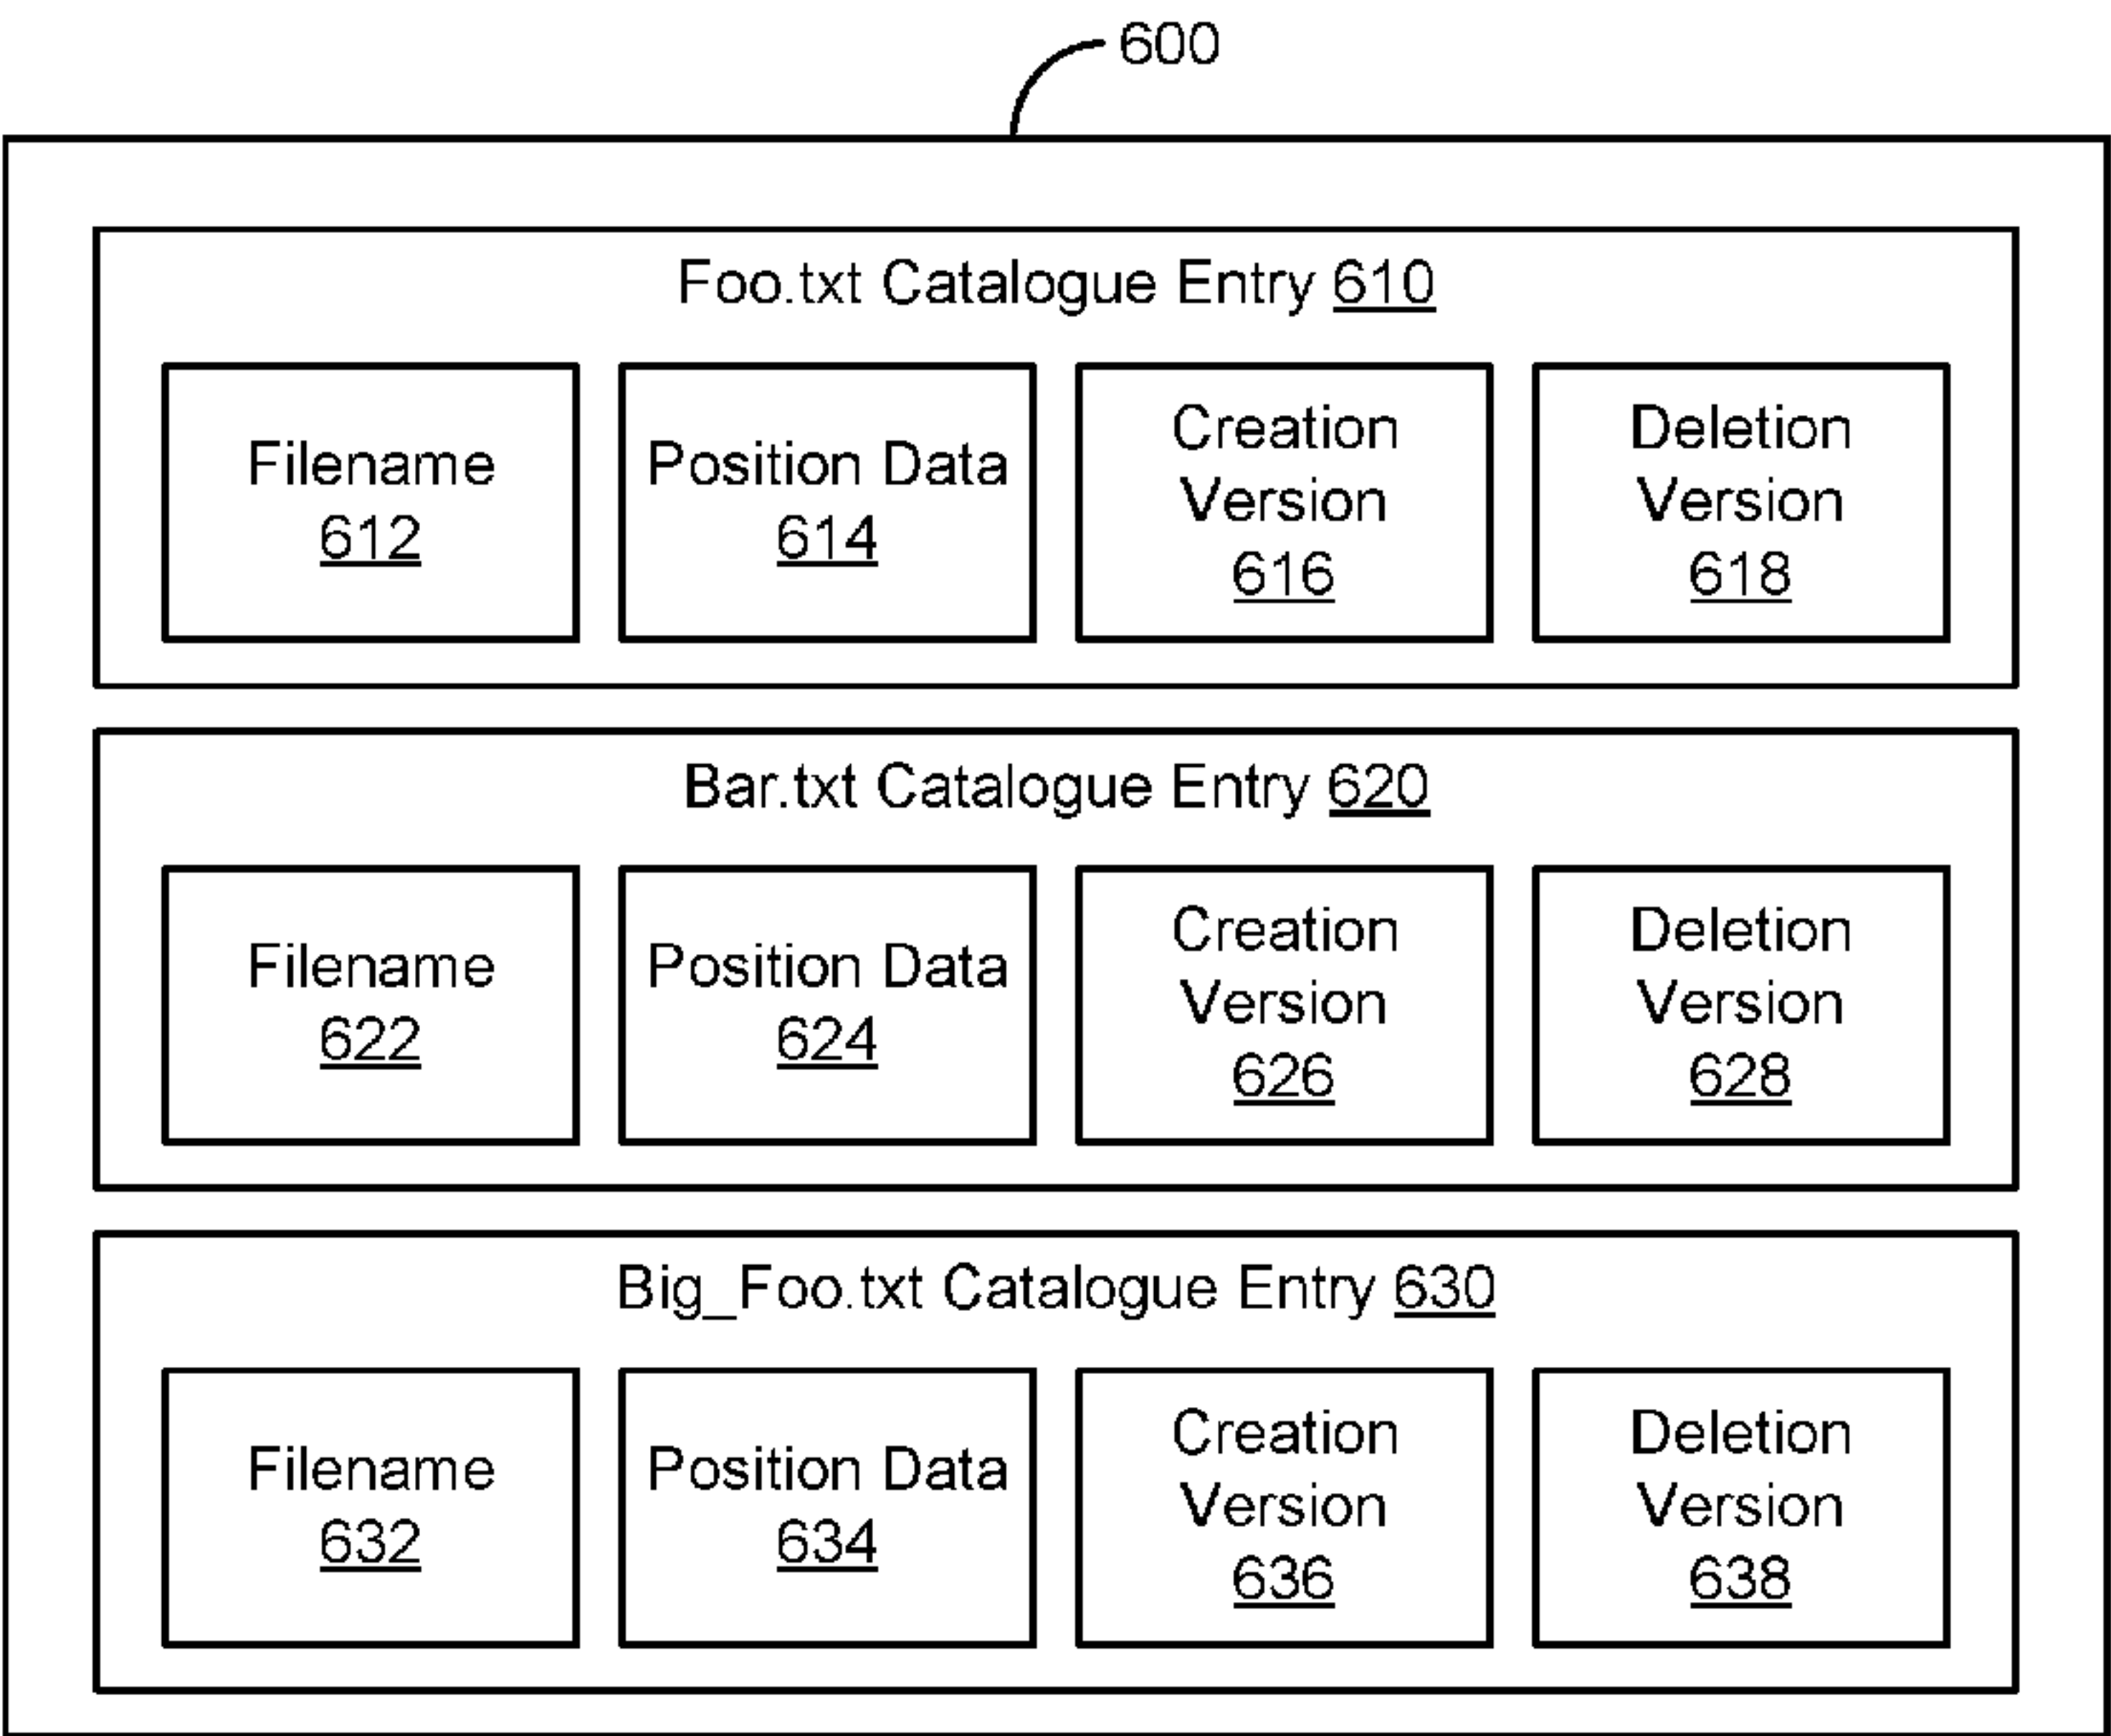 600
Foo.txt Catalogue Entry 610
Filename
612
Position Data
614
Creation
Version
616
Deletion
Version
618
Bar.txt Catalogue Entry 620
Filename
622
Position Data
624
Creation
Version
626
Deletion
Version
628
Big_Foo.txt Catalogue Entry 630
Filename
632
Position Data
634
Creation
Version
636
Deletion
Version
638